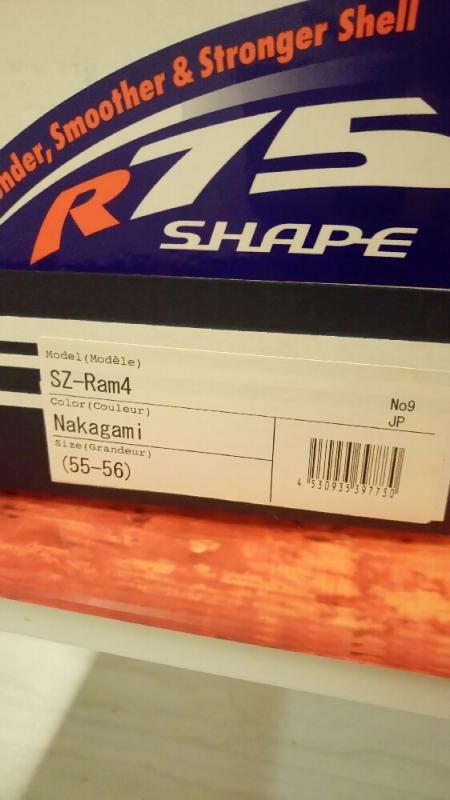 nder, Smoother & Stronger Shell
R75
SHAPE
Model(Modèle)
SZ-Ram4
Color(Couleur)
Nakagami
Size(Grandeur)
(55-56)
No9
JP
4 530935 397730